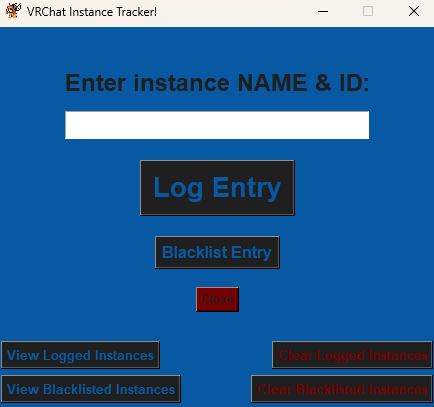 VRChat Instance Tracker!
Enter instance NAME & ID:
Log Entry
Blacklist Entry
Close
View Logged Instances
Clear Logged Instances
View Blacklisted Instances
Clear Blacklisted Instances